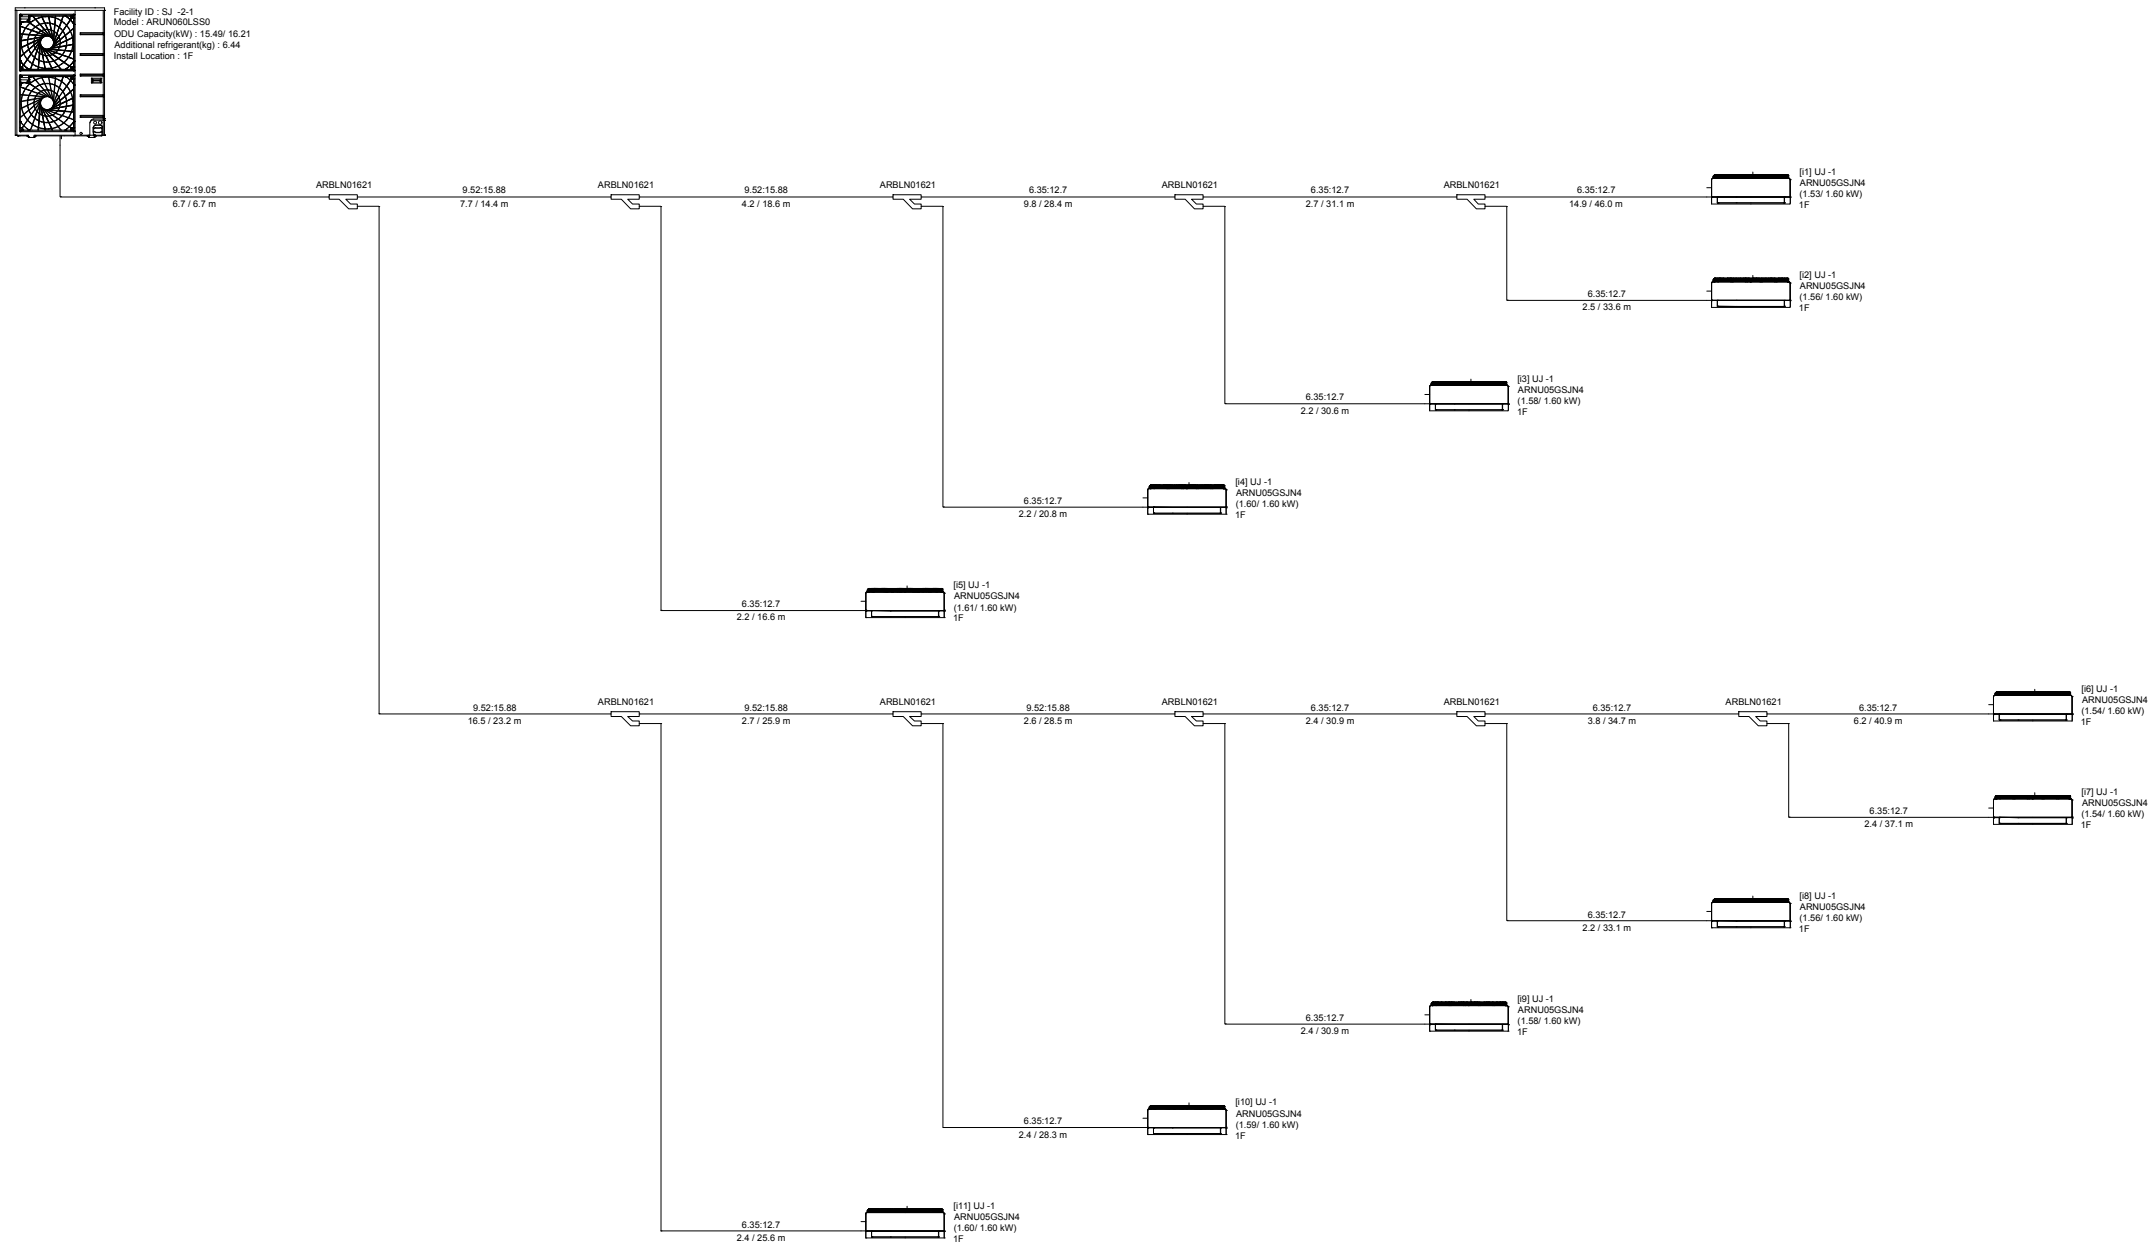 Facility ID : SJ -2-1
Model : ARUN060LSS0
ODU Capacity(kW) : 15.49/ 16.21
Additional refrigerant(kg) : 6.44
Install Location : 1F
9.52:19.05
6.7 / 6.7 m
ARBLN01621
9.52:15.88
7.7 / 14.4 m
ARBLN01621
9.52:15.88
4.2 / 18.6 m
ARBLN01621
6.35:12.7
9.8 / 28.4 m
ARBLN01621
6.35:12.7
2.7 / 31.1 m
ARBLN01621
6.35:12.7
14.9 / 46.0 m
[i1] UJ -1
ARNU05GSJN4
(1.53/ 1.60 kW)
1F
6.35:12.7
2.5 / 33.6 m
[i2] UJ -1
ARNU05GSJN4
(1.56/ 1.60 kW)
1F
6.35:12.7
2.2 / 30.6 m
[i3] UJ -1
ARNU05GSJN4
(1.58/ 1.60 kW)
1F
6.35:12.7
2.2 / 20.8 m
[i4] UJ -1
ARNU05GSJN4
(1.60/ 1.60 kW)
1F
6.35:12.7
2.2 / 16.6 m
[i5] UJ -1
ARNU05GSJN4
(1.61/ 1.60 kW)
1F
9.52:15.88
16.5 / 23.2 m
ARBLN01621
9.52:15.88
2.7 / 25.9 m
ARBLN01621
9.52:15.88
2.6 / 28.5 m
ARBLN01621
6.35:12.7
2.4 / 30.9 m
ARBLN01621
6.35:12.7
3.8 / 34.7 m
ARBLN01621
6.35:12.7
6.2 / 40.9 m
[i6] UJ -1
ARNU05GSJN4
(1.54/ 1.60 kW)
1F
6.35:12.7
2.4 / 37.1 m
[i7] UJ -1
ARNU05GSJN4
(1.54/ 1.60 kW)
1F
6.35:12.7
2.2 / 33.1 m
[i8] UJ -1
ARNU05GSJN4
(1.56/ 1.60 kW)
1F
6.35:12.7
2.4 / 30.9 m
[i9] UJ -1
ARNU05GSJN4
(1.58/ 1.60 kW)
1F
6.35:12.7
2.4 / 28.3 m
[i10] UJ -1
ARNU05GSJN4
(1.59/ 1.60 kW)
1F
6.35:12.7
2.4 / 25.6 m
[i11] UJ -1
ARNU05GSJN4
(1.60/ 1.60 kW)
1F